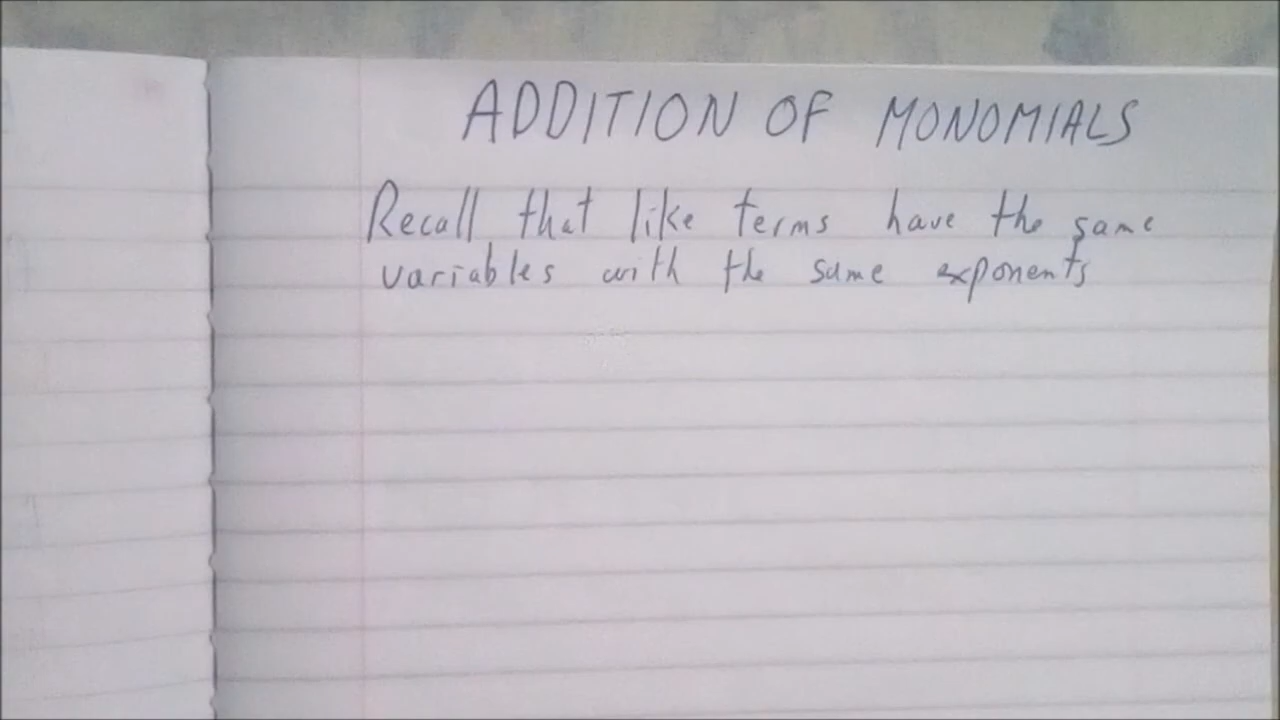 ADDITION OF MONOMIALS
Recall that like terms have the same
variables with the same exponents